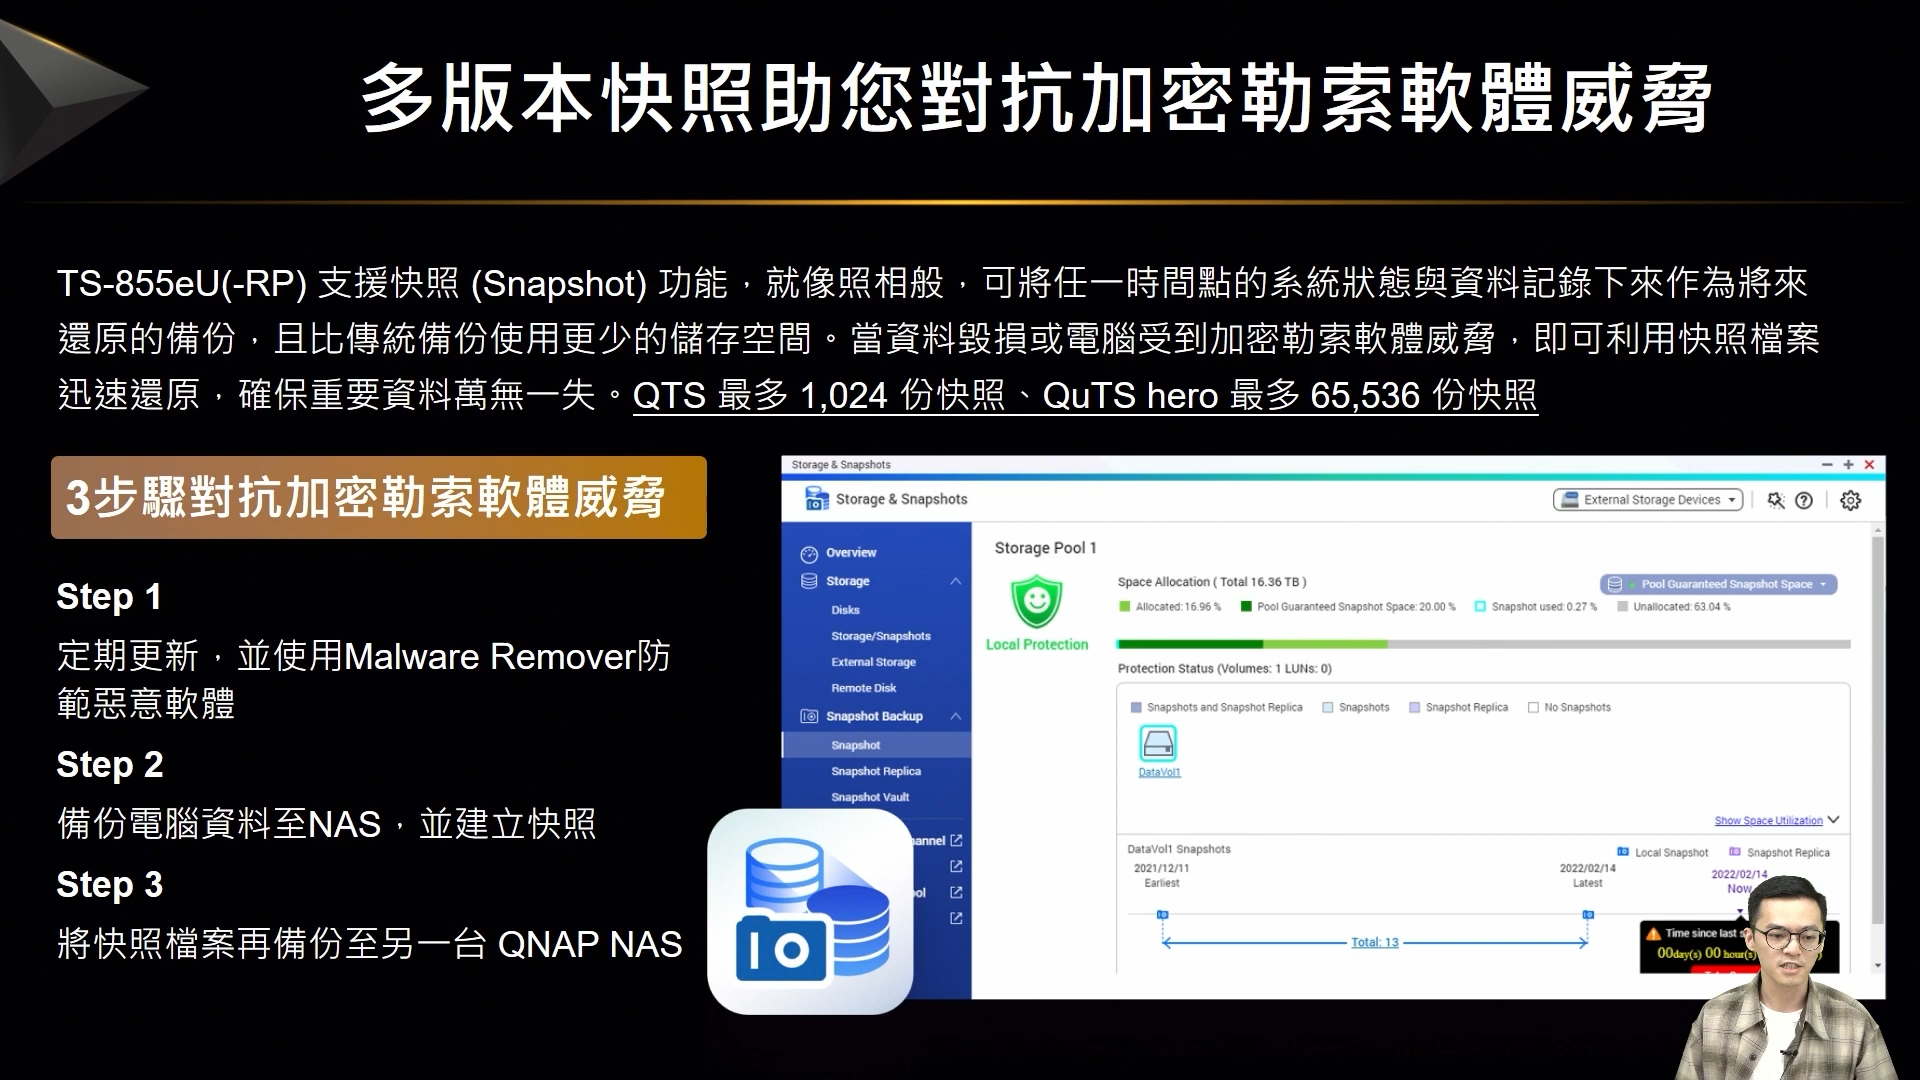 多版本快照助您對抗加密勒索軟體威脅
TS-855eU(-RP) 支援快照 (Snapshot) 功能，就像照相般，可將任一時間點的系統狀態與資料記錄下來作為將來
還原的備份，且比傳統備份使用更少的儲存空間。當資料毀損或電腦受到加密勒索軟體威脅，即可利用快照檔案
迅速還原，確保重要資料萬無一失。QTS 最多 1,024 份快照、QuTS hero 最多 65,536 份快照
3步驟對抗加密勒索軟體威脅
Step 1
定期更新，並使用Malware Remover防
範惡意軟體
Step 2
備份電腦資料至NAS，並建立快照
Step 3
將快照檔案再備份至另一台 QNAP NAS
Storage & Snapshots
Storage & Snapshots
External Storage Devices
Overview
Storage
Disks
Storage/Snapshots
External Storage
Remote Disk
Snapshot Backup
Snapshot
Snapshot Replica
Snapshot Vault
Storage Pool 1
Local Protection
Space Allocation ( Total 16.36 TB )
Pool Guaranteed Snapshot Space
Allocated: 16.96 % Pool Guaranteed Snapshot Space: 20.00 % Snapshot used: 0.27 % Unallocated: 63.04 %
Protection Status (Volumes: 1 LUNs: 0)
Snapshots and Snapshot Replica Snapshots Snapshot Replica No Snapshots
DataVol1
Show Space Utilization
DataVol1 Snapshots
Local Snapshot Snapshot Replica
2021/12/11
Earliest
2022/02/14
Latest
2022/02/14
Now
Total: 13
Time since last
00day(s) 00 hour(s)